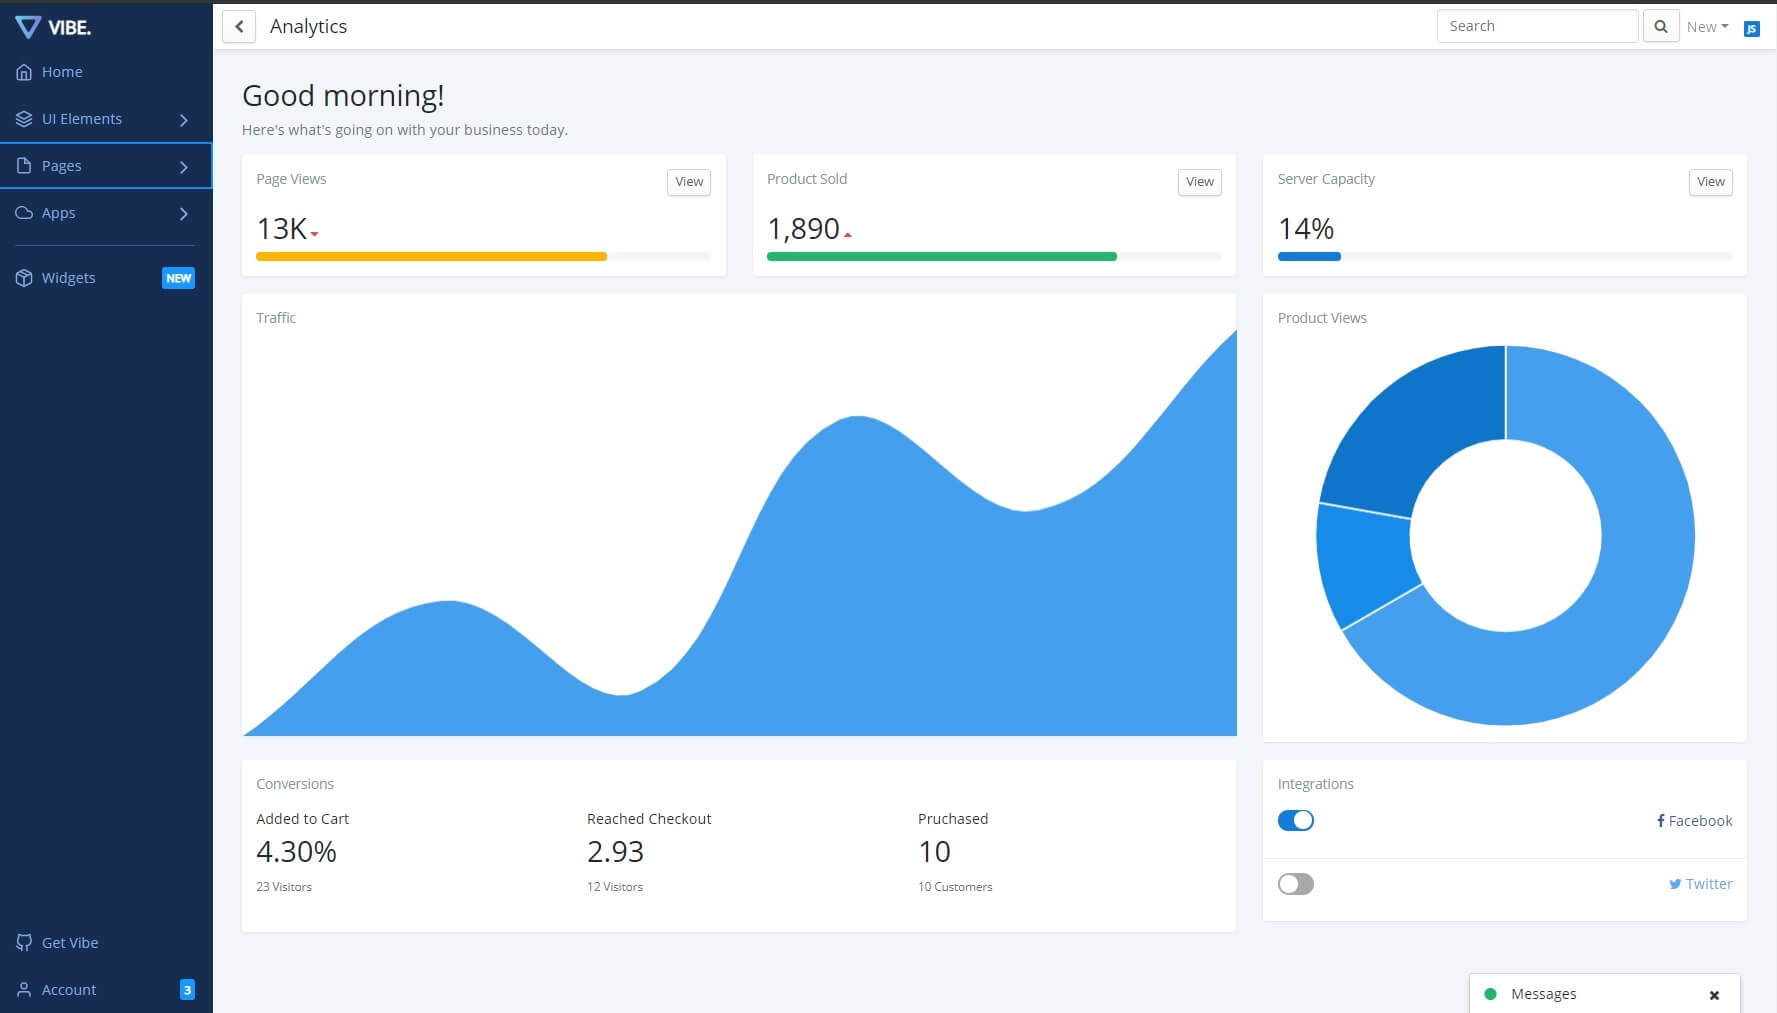 VIBE.
Home
UI Elements
Pages
Apps
Widgets NEW
Get Vibe
Account 3
Analytics
Search
New
JS
Good morning!
Here's what's going on with your business today.
Page Views
View
13K
Product Sold
View
1,890
Server Capacity
View
14%
Traffic
Product Views
Conversions
Added to Cart
4.30%
23 Visitors
Reached Checkout
2.93
12 Visitors
Pruchased
10
10 Customers
Integrations
Facebook
Twitter
Messages